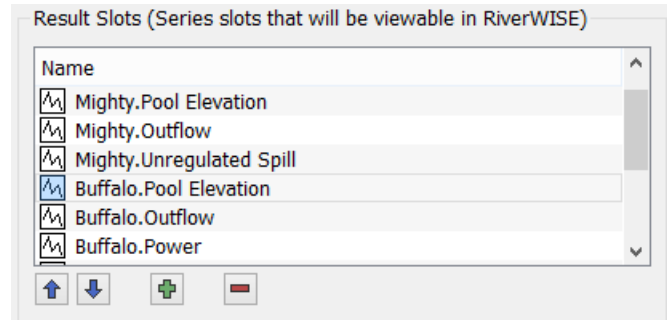 Result Slots (Series slots that will be viewable in RiverWISE)
Name
Mighty.Pool Elevation
Mighty.Outflow
Mighty.Unregulated Spill
Buffalo.Pool Elevation
Buffalo.Outflow
Buffalo.Power